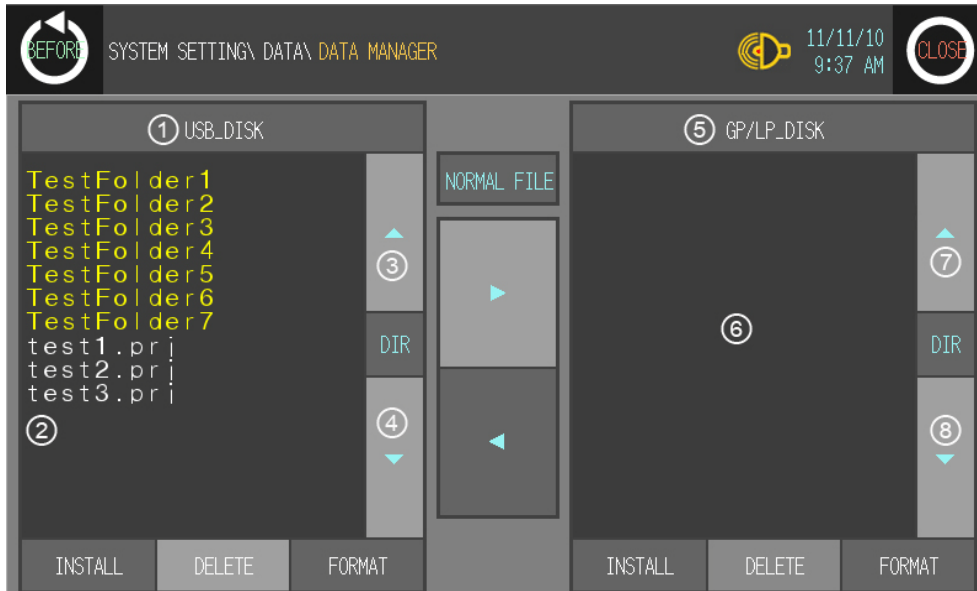 BEFORE SYSTEM SETTING\ DATA\ DATA MANAGER 11/11/10 CLOSE
9:37 AM
① USB_DISK
TestFolder1
TestFolder2
TestFolder3
TestFolder4
TestFolder5
TestFolder6
TestFolder7
test1.prj
test2.prj
test3.prj
②
③
DIR
④
INSTALL DELETE FORMAT
NORMAL FILE
⑤ GP/LP_DISK
⑥
⑦
DIR
⑧
INSTALL DELETE FORMAT